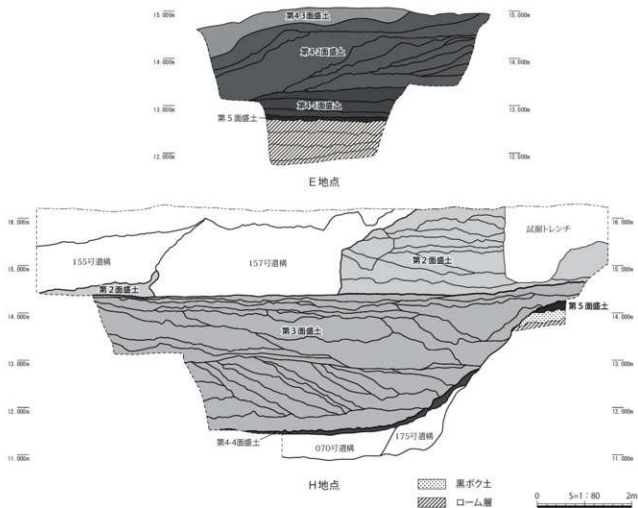 15.000m
第4-3面盛土
15.000m
第4-2面盛土
14.000m
14.000m
第4-1面盛土
13.000m
13.000m
第5面盛土
12.000m
12.000m
E地点
16.000m
16.000m
試掘トレンチ
155号遺構
157号遺構
第2面盛土
15.000m
15.000m
第2面盛土
第5面盛土
14.000m
14.000m
第3面盛土
13.000m
13.000m
12.000m
12.000m
第4-4面盛土
175号遺構
070号遺構
11.000m
11.000m
H地点
黒ボク土
ローム層
0 S=1:80 2m